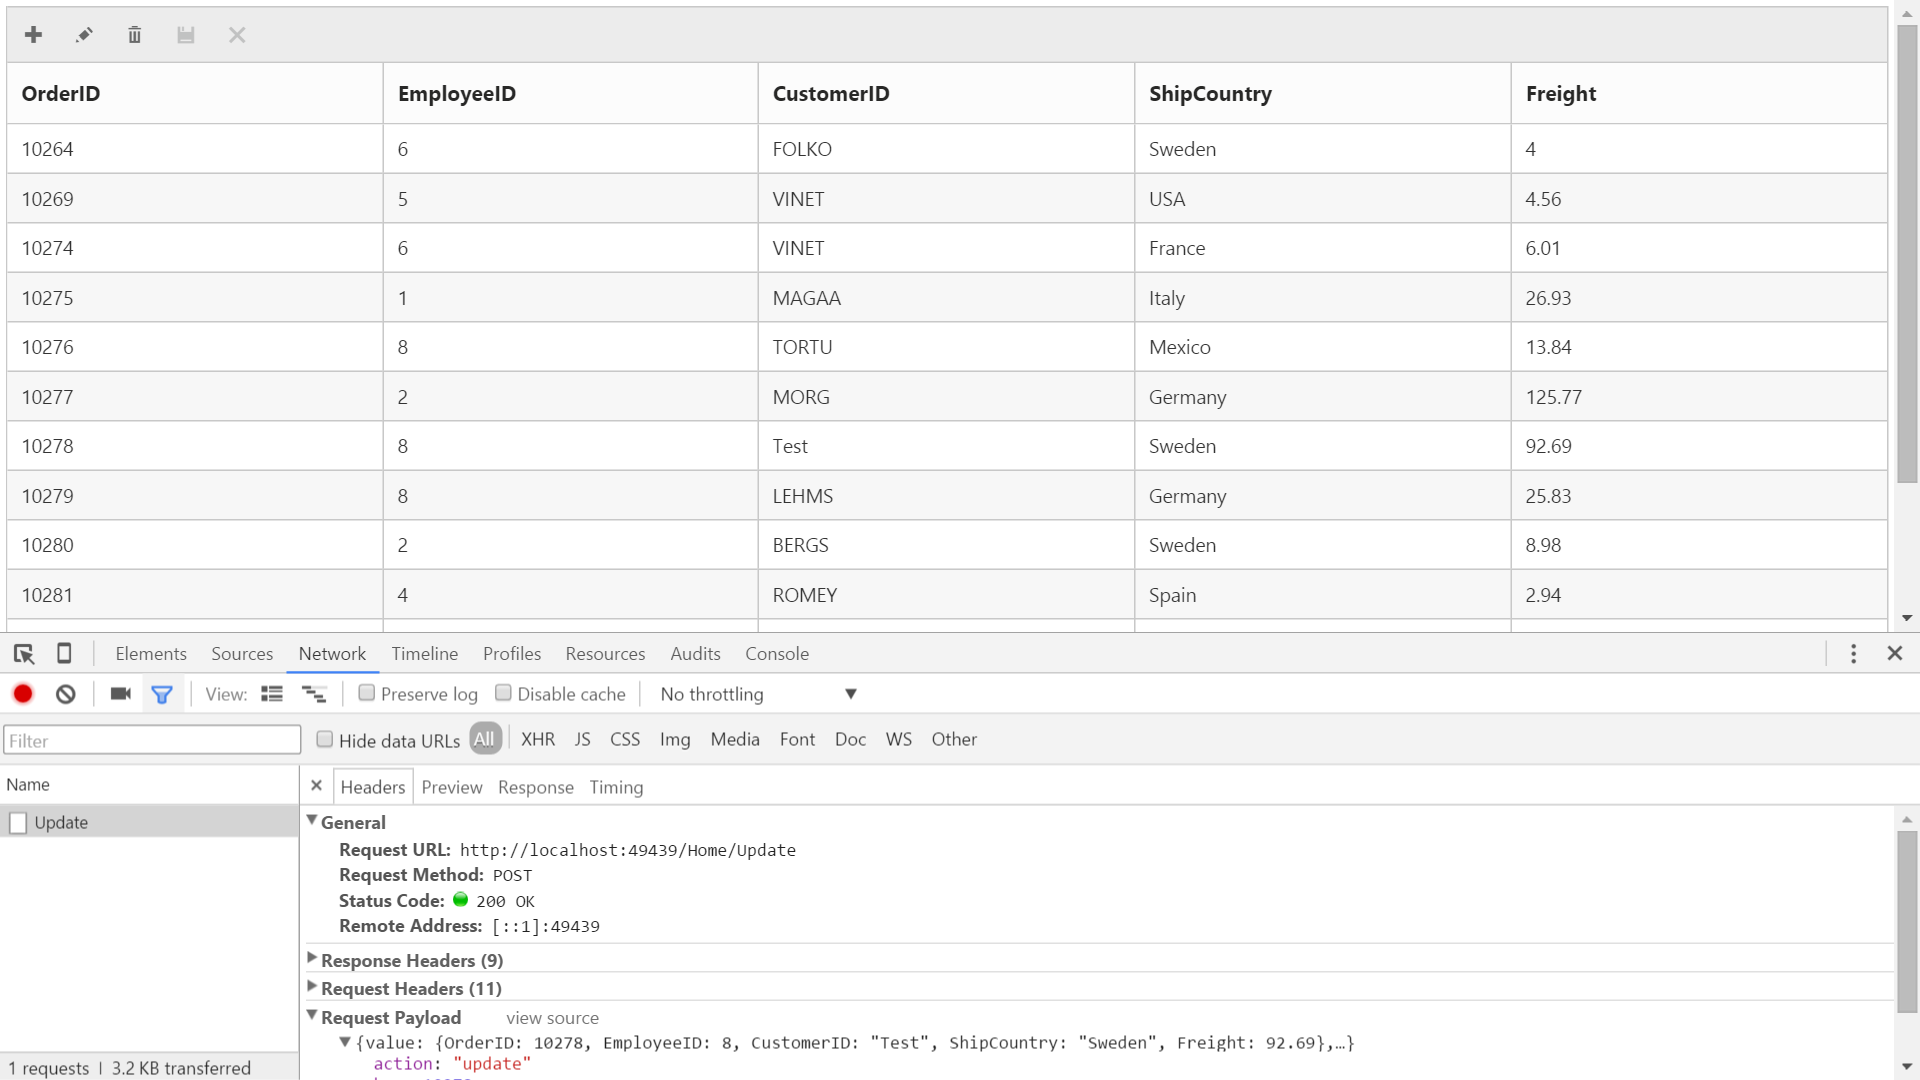 OrderID EmployeeID CustomerID ShipCountry Freight
10264 6 FOLKO Sweden 4
10269 5 VINET USA 4.56
10274 6 VINET France 6.01
10275 1 MAGAA Italy 26.93
10276 8 TORTU Mexico 13.84
10277 2 MORG Germany 125.77
10278 8 Test Sweden 92.69
10279 8 LEHMS Germany 25.83
10280 2 BERGS Sweden 8.98
10281 4 ROMEY Spain 2.94
Elements Sources Network Timeline Profiles Resources Audits Console
View: Preserve log Disable cache No throttling
Filter Hide data URLs All XHR JS CSS Img Media Font Doc WS Other
Name Headers Preview Response Timing
Update
General
Request URL: http://localhost:49439/Home/Update
Request Method: POST
Status Code: 200 OK
Remote Address: [::1]:49439
Response Headers (9)
Request Headers (11)
Request Payload view source
{value: {OrderID: 10278, EmployeeID: 8, CustomerID: "Test", ShipCountry: "Sweden", Freight: 92.69},…}
action: "update"
1 requests | 3.2 KB transferred